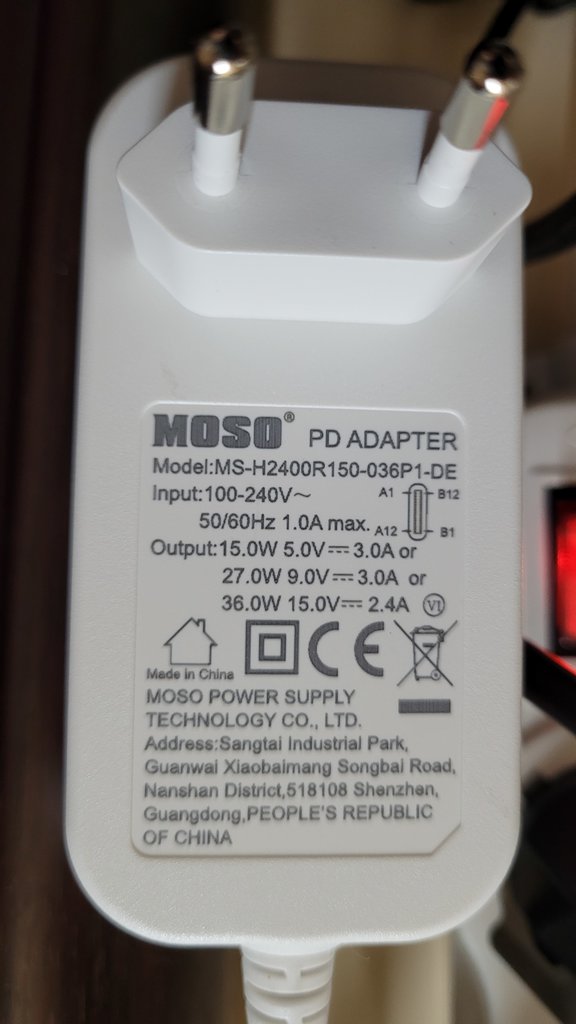 MOSO® PD ADAPTER
Model:MS-H2400R150-036P1-DE
Input:100-240V~
50/60Hz 1.0A max.
A1 B12
A12 B1
Output:15.0W 5.0V⎓3.0A or
27.0W 9.0V⎓3.0A or
36.0W 15.0V⎓2.4A VI
CE
Made in China
MOSO POWER SUPPLY
TECHNOLOGY CO., LTD.
Address:Sangtai Industrial Park,
Guanwai Xiaobaimang Songbai Road,
Nanshan District,518108 Shenzhen,
Guangdong,PEOPLE'S REPUBLIC
OF CHINA